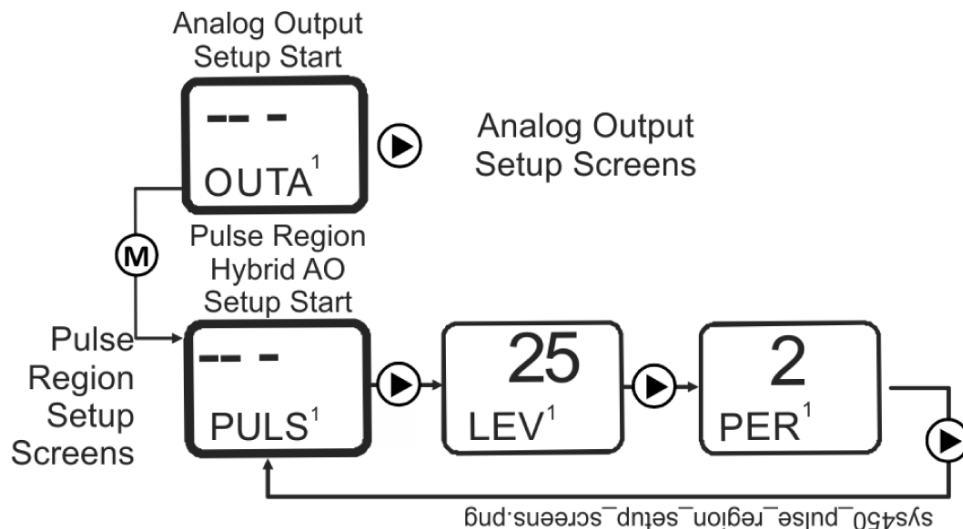 Analog Output
Setup Start
-- -
OUTA¹
Analog Output
Setup Screens
M
Pulse Region
Hybrid AO
Setup Start
Pulse
Region
Setup
Screens
-- -
PULS¹
25
LEV¹
2
PER¹
sys450_pulse_region_setup_screens.png